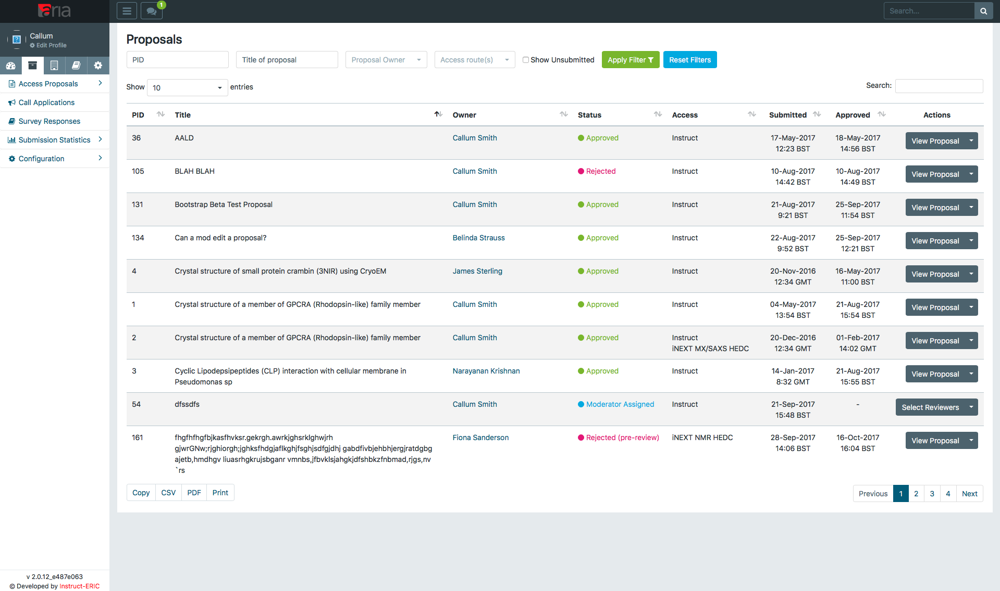 aria
1
Search...
Callum
Edit Profile
Access Proposals
Call Applications
Survey Responses
Submission Statistics
Configuration
Proposals
PID Title of proposal Proposal Owner Access route(s) Show Unsubmitted Apply Filter Reset Filters
Show 10 entries Search:
PID Title Owner Status Access Submitted Approved Actions
36 AALD Callum Smith Approved Instruct 17-May-2017 18-May-2017 View Proposal
12:23 BST 14:56 BST
105 BLAH BLAH Callum Smith Rejected Instruct 10-Aug-2017 10-Aug-2017 View Proposal
14:42 BST 14:49 BST
131 Bootstrap Beta Test Proposal Callum Smith Approved Instruct 21-Aug-2017 25-Sep-2017 View Proposal
9:21 BST 11:54 BST
134 Can a mod edit a proposal? Belinda Strauss Approved Instruct 22-Aug-2017 25-Sep-2017 View Proposal
9:52 BST 12:21 BST
4 Crystal structure of small protein crambin (3NIR) using CryoEM James Sterling Approved Instruct 20-Nov-2016 16-May-2017 View Proposal
12:34 GMT 11:00 BST
1 Crystal structure of a member of GPCRA (Rhodopsin-like) family member Callum Smith Approved Instruct 04-May-2017 21-Aug-2017 View Proposal
13:54 BST 15:54 BST
2 Crystal structure of a member of GPCRA (Rhodopsin-like) family member Callum Smith Approved Instruct 20-Dec-2016 01-Feb-2017 View Proposal
iNEXT MX/SAXS HEDC 12:34 GMT 14:02 GMT
3 Cyclic Lipodepsipeptides (CLP) interaction with cellular membrane in Narayanan Krishnan Approved Instruct 14-Jan-2017 21-Aug-2017 View Proposal
Pseudomonas sp 8:32 GMT 15:55 BST
54 dfssdfs Callum Smith Moderator Assigned Instruct 21-Sep-2017 - Select Reviewers
15:48 BST
161 fhgfhfhgfbjkasfhvksr.gekrgh.awrkjghsrklghwjrh Fiona Sanderson Rejected (pre-review) iNEXT NMR HEDC 28-Sep-2017 16-Oct-2017 View Proposal
gjwrGNw;rjghiorgh;jghksfhdgjaflkghjfsghjsdfgjdhj gabdfivbjehbhjergjratdgbg 14:06 BST 16:04 BST
ajetb,hmdhgv liuasrhgkrujsbganr vmnbs,jfbvklsjahgkjdfshbkzfnbmad,rjgs,nv
`rs
Copy CSV PDF Print Previous 1 2 3 4 Next
v 2.0.12_e487e063
© Developed by Instruct-ERIC